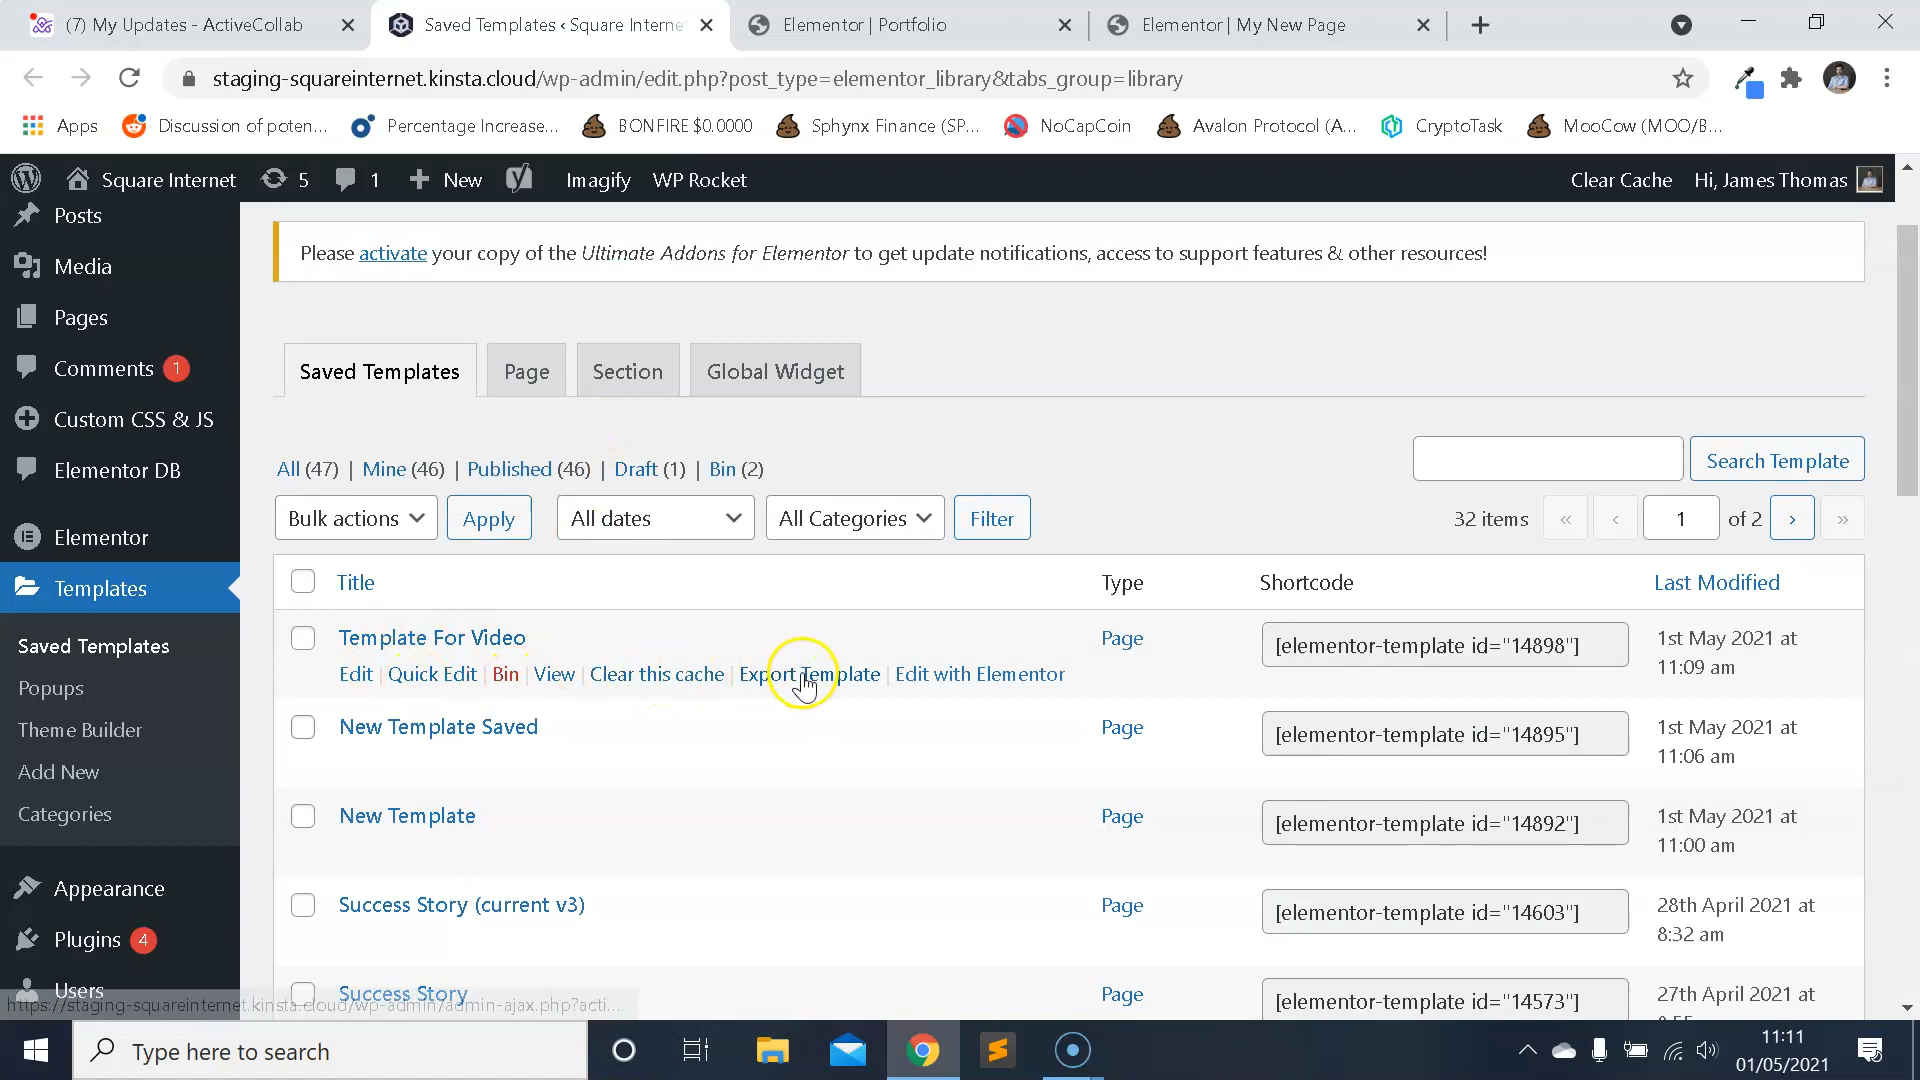 (7) My Updates - ActiveCollab
Saved Templates ‹ Square Interne
Elementor | Portfolio
Elementor | My New Page
staging-squareinternet.kinsta.cloud/wp-admin/edit.php?post_type=elementor_library&tabs_group=library
Apps
Discussion of poten...
Percentage Increase...
BONFIRE $0.0000
Sphynx Finance (SP...
NoCapCoin
Avalon Protocol (A...
CryptoTask
MooCow (MOO/B...
Square Internet
5
1
New
Imagify
WP Rocket
Clear Cache
Hi, James Thomas
Posts
Media
Pages
Comments 1
Custom CSS & JS
Elementor DB
Elementor
Templates
Saved Templates
Popups
Theme Builder
Add New
Categories
Appearance
Plugins 4
Users
Please activate your copy of the Ultimate Addons for Elementor to get update notifications, access to support features & other resources!
Saved Templates
Page
Section
Global Widget
All (47) | Mine (46) | Published (46) | Draft (1) | Bin (2)
Search Template
Bulk actions
Apply
All dates
All Categories
Filter
32 items
«
‹
1
of 2
›
»
Title
Type
Shortcode
Last Modified
Template For Video
Edit | Quick Edit | Bin | View | Clear this cache | Export Template | Edit with Elementor
Page
[elementor-template id="14898"]
1st May 2021 at
11:09 am
New Template Saved
Page
[elementor-template id="14895"]
1st May 2021 at
11:06 am
New Template
Page
[elementor-template id="14892"]
1st May 2021 at
11:00 am
Success Story (current v3)
Page
[elementor-template id="14603"]
28th April 2021 at
8:32 am
Success Story
Page
[elementor-template id="14573"]
27th April 2021 at
https://staging-squareinternet.kinsta.cloud/wp-admin/admin-ajax.php?acti...
Type here to search
11:11
01/05/2021